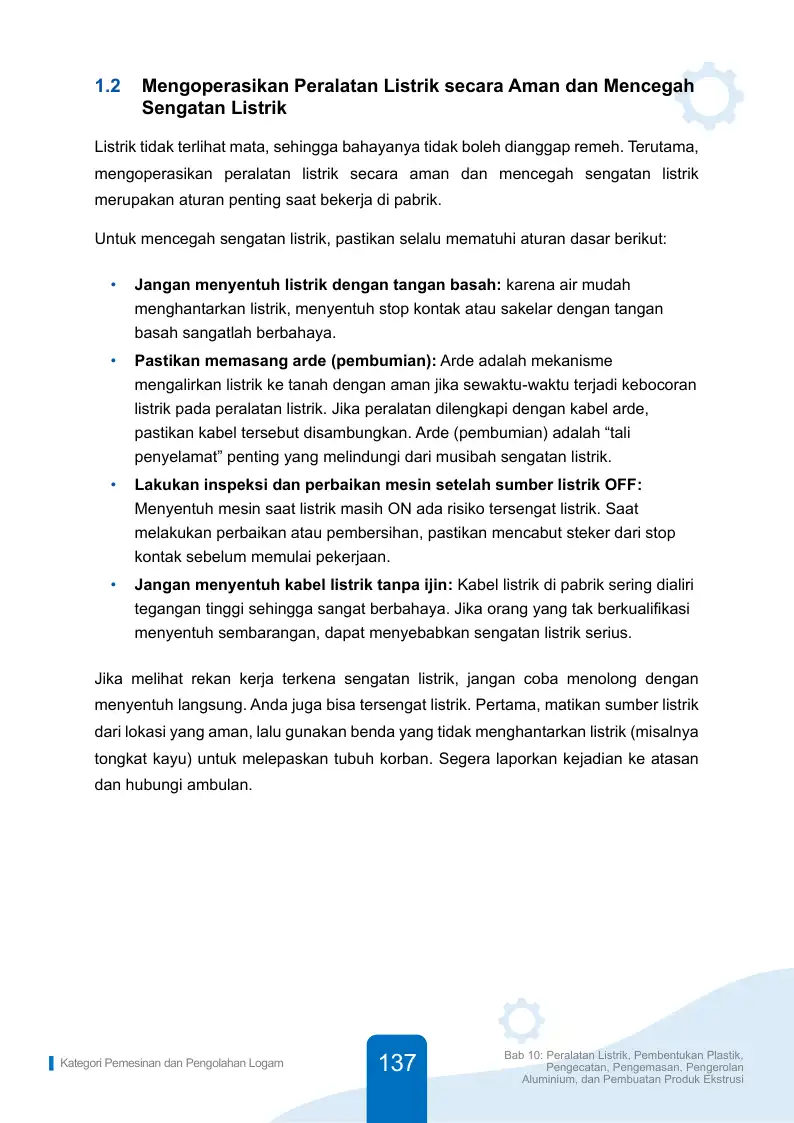 1.2 Mengoperasikan Peralatan Listrik secara Aman dan Mencegah
Sengatan Listrik
Listrik tidak terlihat mata, sehingga bahayanya tidak boleh dianggap remeh. Terutama,
mengoperasikan peralatan listrik secara aman dan mencegah sengatan listrik
merupakan aturan penting saat bekerja di pabrik.
Untuk mencegah sengatan listrik, pastikan selalu mematuhi aturan dasar berikut:
• Jangan menyentuh listrik dengan tangan basah: karena air mudah
menghantarkan listrik, menyentuh stop kontak atau sakelar dengan tangan
basah sangatlah berbahaya.
• Pastikan memasang arde (pembumian): Arde adalah mekanisme
mengalirkan listrik ke tanah dengan aman jika sewaktu-waktu terjadi kebocoran
listrik pada peralatan listrik. Jika peralatan dilengkapi dengan kabel arde,
pastikan kabel tersebut disambungkan. Arde (pembumian) adalah “tali
penyelamat” penting yang melindungi dari musibah sengatan listrik.
• Lakukan inspeksi dan perbaikan mesin setelah sumber listrik OFF:
Menyentuh mesin saat listrik masih ON ada risiko tersengat listrik. Saat
melakukan perbaikan atau pembersihan, pastikan mencabut steker dari stop
kontak sebelum memulai pekerjaan.
• Jangan menyentuh kabel listrik tanpa ijin: Kabel listrik di pabrik sering dialiri
tegangan tinggi sehingga sangat berbahaya. Jika orang yang tak berkualifikasi
menyentuh sembarangan, dapat menyebabkan sengatan listrik serius.
Jika melihat rekan kerja terkena sengatan listrik, jangan coba menolong dengan
menyentuh langsung. Anda juga bisa tersengat listrik. Pertama, matikan sumber listrik
dari lokasi yang aman, lalu gunakan benda yang tidak menghantarkan listrik (misalnya
tongkat kayu) untuk melepaskan tubuh korban. Segera laporkan kejadian ke atasan
dan hubungi ambulan.
Kategori Pemesinan dan Pengolahan Logam
137
Bab 10: Peralatan Listrik, Pembentukan Plastik,
Pengecatan, Pengemasan, Pengerolan
Aluminium, dan Pembuatan Produk Ekstrusi